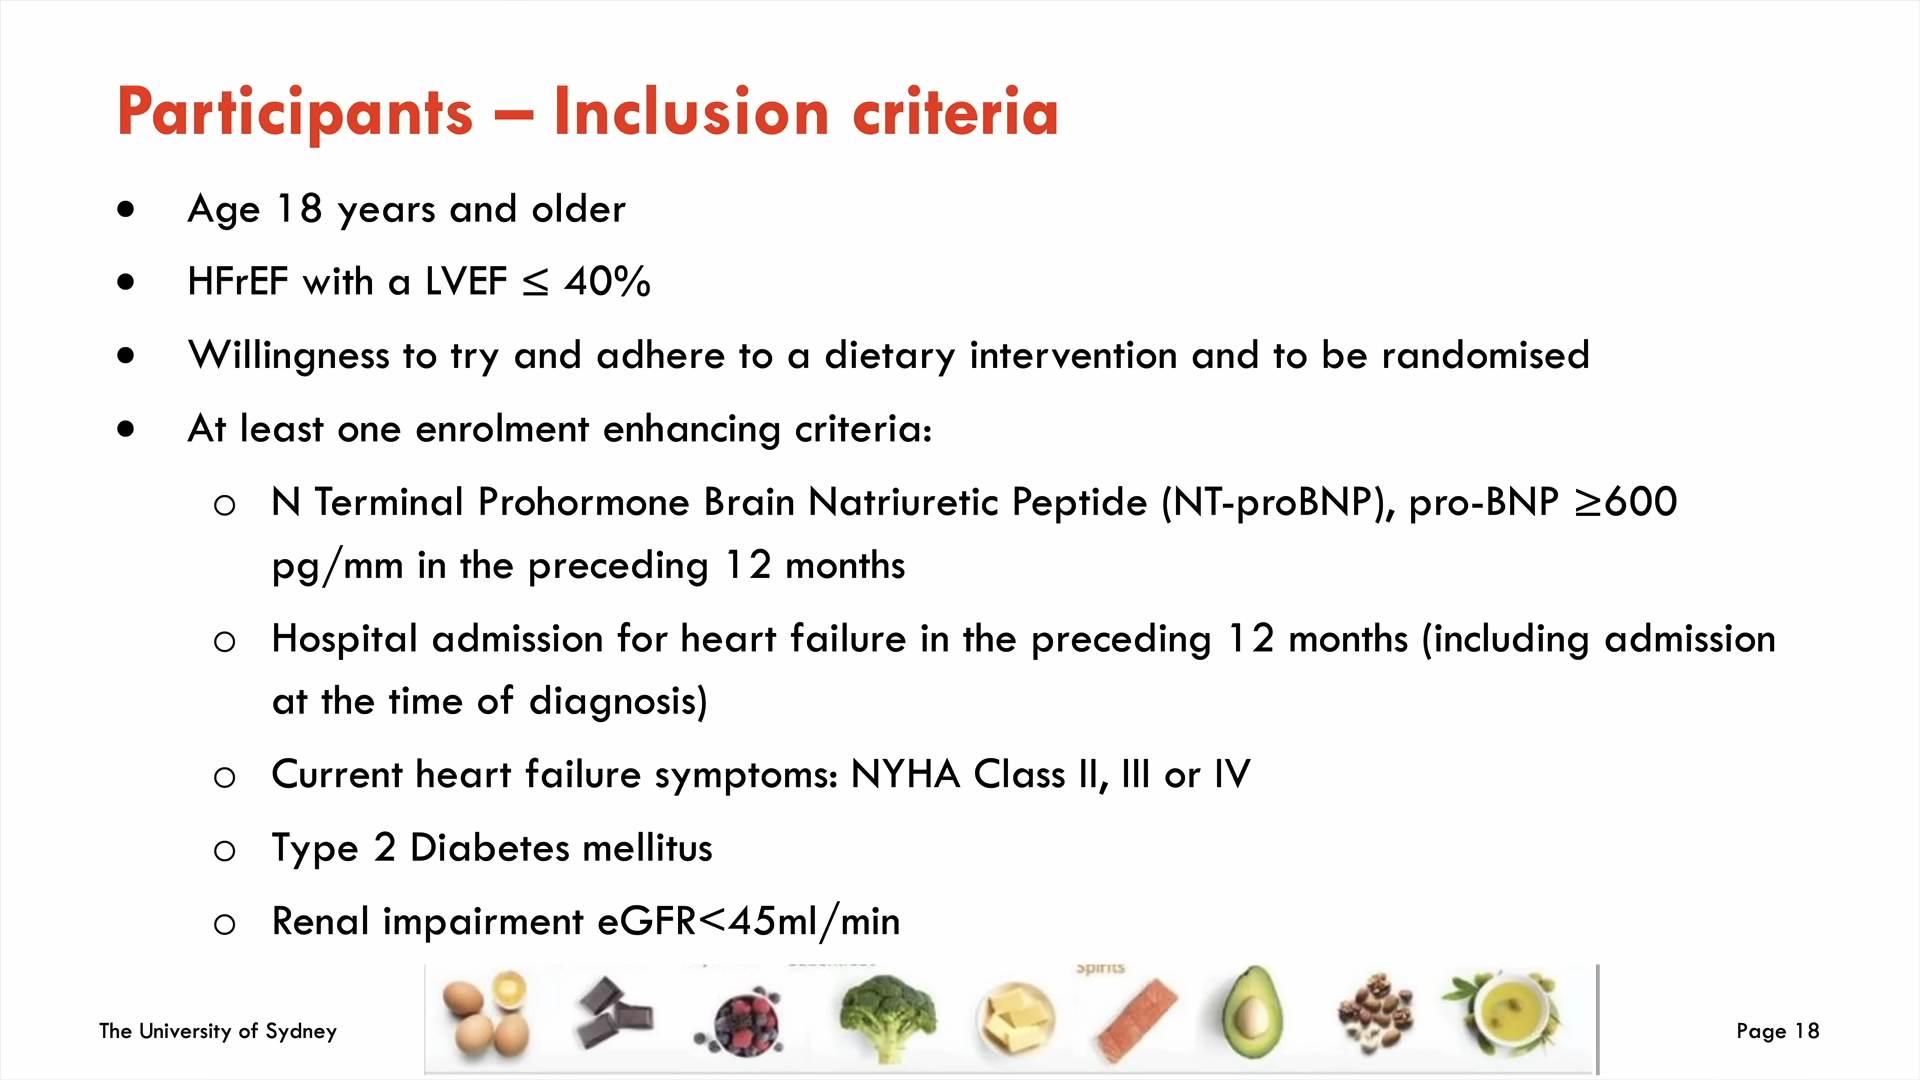 Participants – Inclusion criteria
• Age 18 years and older
• HFrEF with a LVEF ≤ 40%
• Willingness to try and adhere to a dietary intervention and to be randomised
• At least one enrolment enhancing criteria:
o N Terminal Prohormone Brain Natriuretic Peptide (NT-proBNP), pro-BNP ≥600
pg/mm in the preceding 12 months
o Hospital admission for heart failure in the preceding 12 months (including admission
at the time of diagnosis)
o Current heart failure symptoms: NYHA Class II, III or IV
o Type 2 Diabetes mellitus
o Renal impairment eGFR<45ml/min
Spirits
The University of Sydney
Page 18